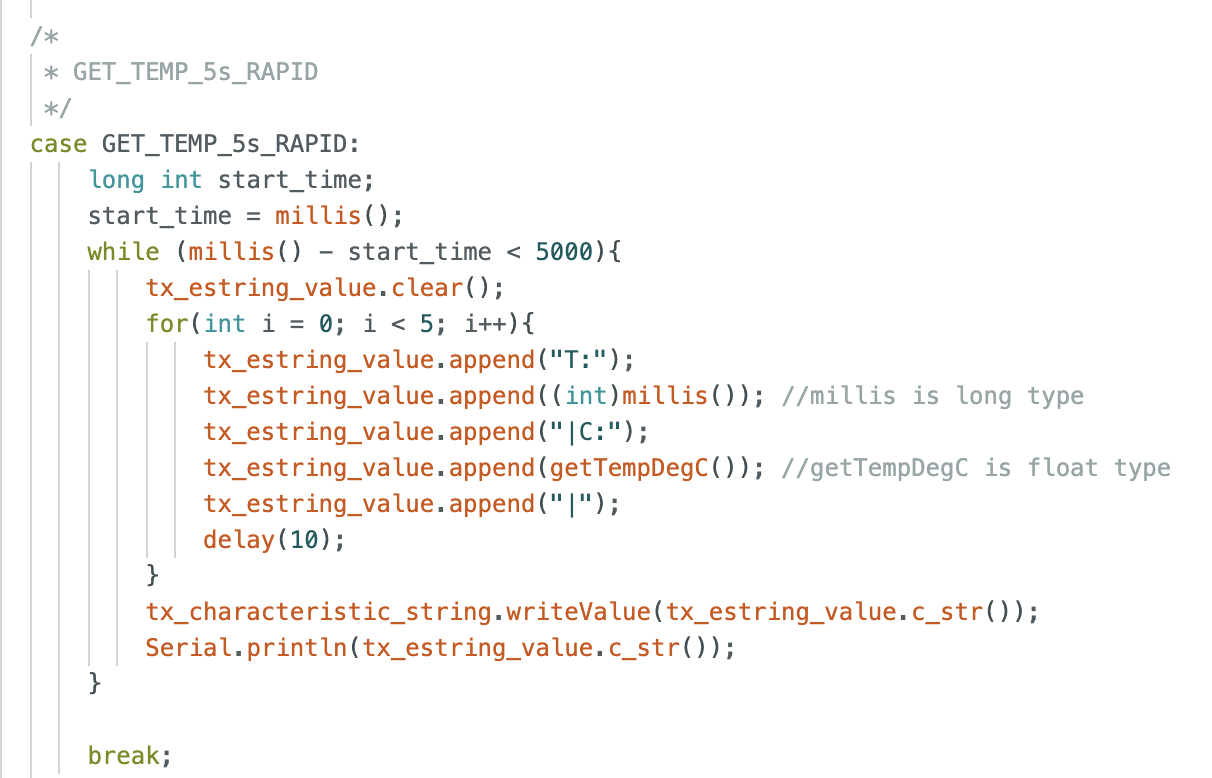 /*
 * GET_TEMP_5s_RAPID
 */
case GET_TEMP_5s_RAPID:
    long int start_time;
    start_time = millis();
    while (millis() - start_time < 5000){
        tx_estring_value.clear();
        for(int i = 0; i < 5; i++){
            tx_estring_value.append("T:");
            tx_estring_value.append((int)millis()); //millis is long type
            tx_estring_value.append("|C:");
            tx_estring_value.append(getTempDegC()); //getTempDegC is float type
            tx_estring_value.append("|");
            delay(10);
        }
        tx_characteristic_string.writeValue(tx_estring_value.c_str());
        Serial.println(tx_estring_value.c_str());
    }

    break;